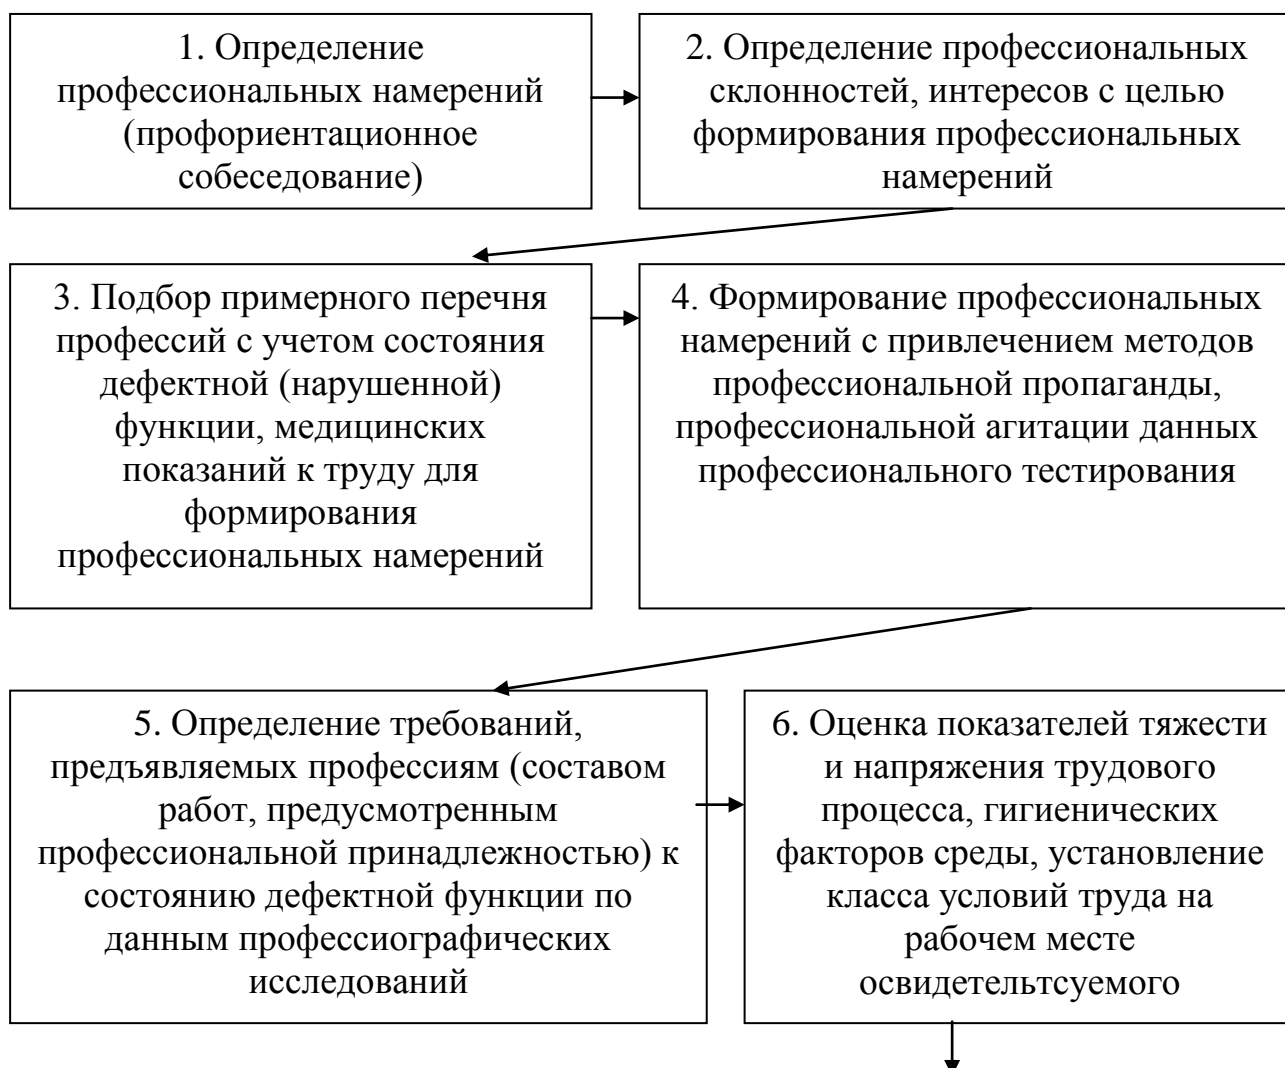 1. Определение
профессиональных намерений
(профориентационное
собеседование)
2. Определение профессиональных
склонностей, интересов с целью
формирования профессиональных
намерений
3. Подбор примерного перечня
профессий с учетом состояния
дефектной (нарушенной)
функции, медицинских
показаний к труду для
формирования
профессиональных намерений
4. Формирование профессиональных
намерений с привлечением методов
профессиональной пропаганды,
профессиональной агитации данных
профессионального тестирования
5. Определение требований,
предъявляемых профессиям (составом
работ, предусмотренным
профессиональной принадлежностью) к
состоянию дефектной функции по
данным профессиографических
исследований
6. Оценка показателей тяжести
и напряжения трудового
процесса, гигиенических
факторов среды, установление
класса условий труда на
рабочем месте
освидетельтсуемого